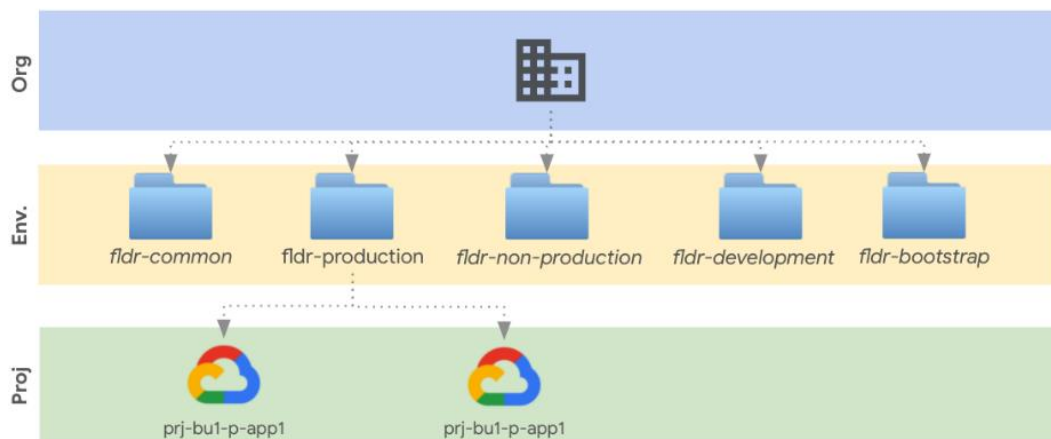 Org
Env.
fldr-common
fldr-production
fldr-non-production
fldr-development
fldr-bootstrap
Proj
prj-bu1-p-app1
prj-bu1-p-app1